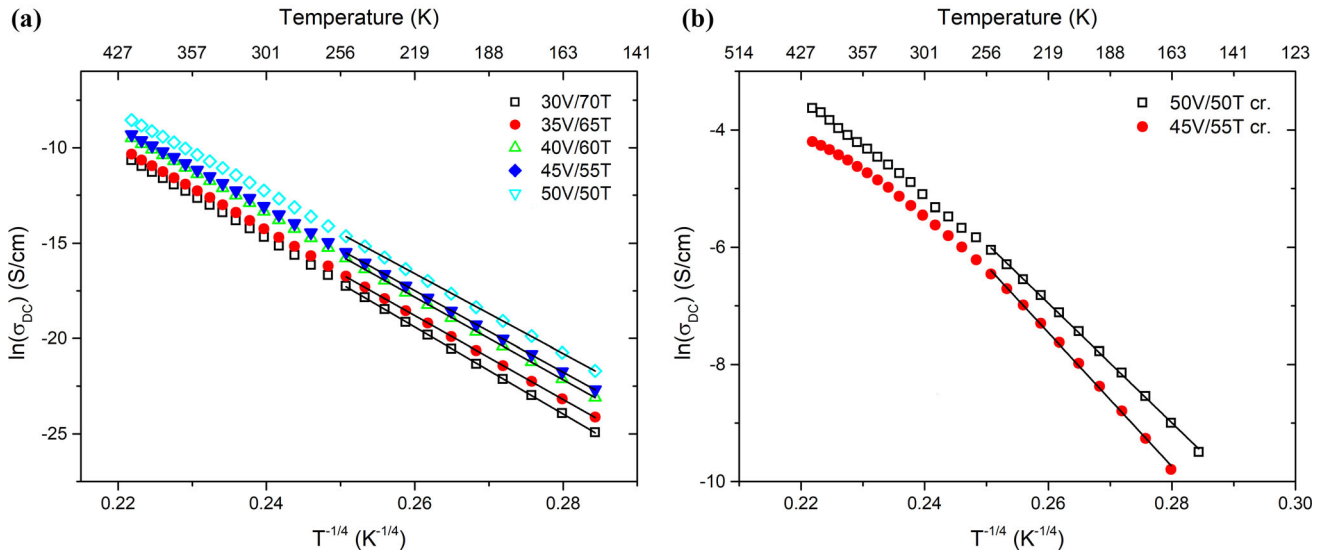 (a)
Temperature (K)
427 357 301 256 219 188 163 141
30V/70T
35V/65T
40V/60T
45V/55T
50V/50T
-10
-15
-20
-25
ln(σDC) (S/cm)
0.22 0.24 0.26 0.28
T-1/4 (K-1/4)
(b)
Temperature (K)
514 427 357 301 256 219 188 163 141 123
50V/50T cr.
45V/55T cr.
-4
-6
-8
-10
ln(σDC) (S/cm)
0.22 0.24 0.26 0.28 0.30
T-1/4 (K-1/4)